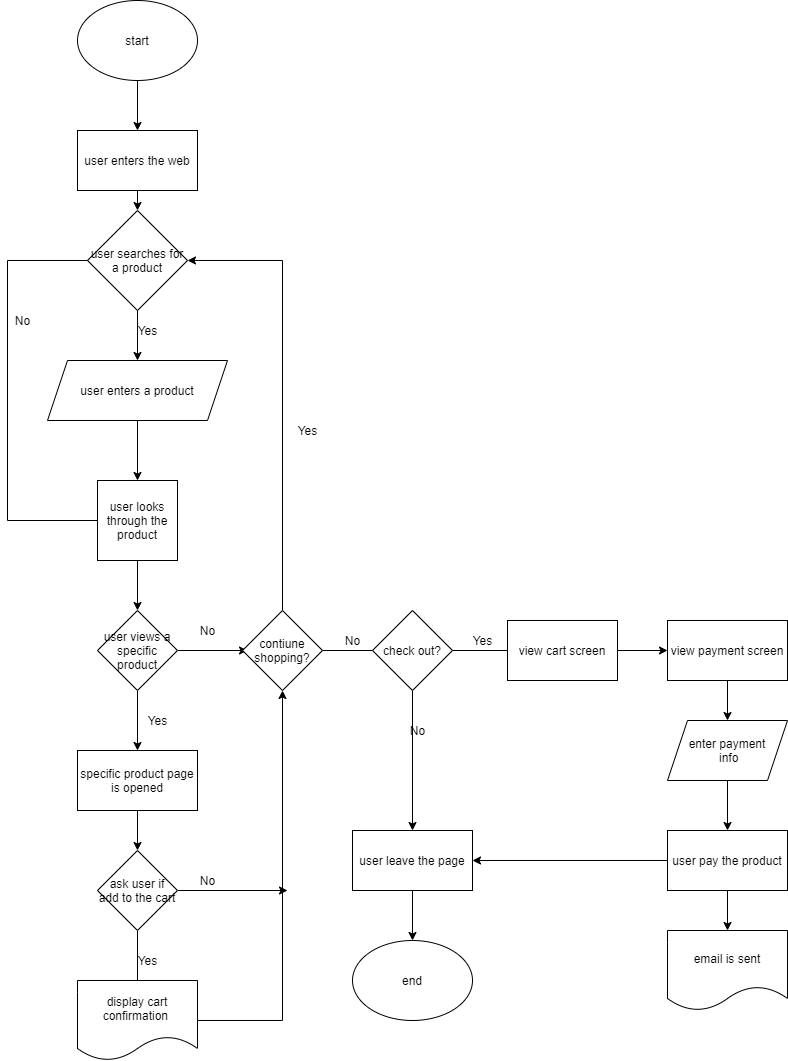 start
user enters the web
user searches for
a product
No
Yes
user enters a product
Yes
user looks
through the
product
user views a
specific
product
No
contiune
shopping?
No
check out?
Yes
view cart screen
view payment screen
Yes
No
specific product page
is opened
enter payment
info
ask user if
add to the cart
No
user leave the page
user pay the product
Yes
email is sent
end
display cart
confirmation